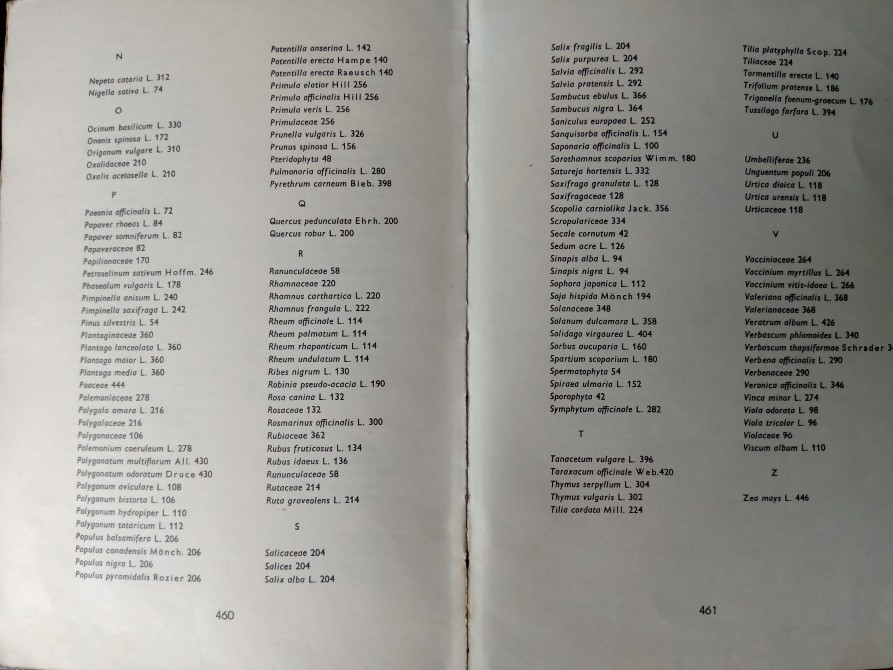 N
Nepeta cataria L. 312
Nigella sativa L. 74
O
Ocinum basilicum L. 330
Ononis spinosa L. 172
Origanum vulgare L. 310
Oxalidaceae 210
Oxalis acetosella L. 210
P
Paeonia officinalis L. 72
Papaver rhoeas L. 84
Papaver somniferum L. 82
Papaveraceae 82
Papilianaceae 170
Petroselinum sativum Hoffm. 246
Phaseolum vulgaris L. 178
Pimpinella anisum L. 240
Pimpinella saxifraga L. 242
Pinus silvestris L. 54
Plantaginaceae 360
Plantago lanceolata L. 360
Plantago maior L. 360
Plantago media L. 360
Poaceae 444
Polemoniaceae 278
Polygala amara L. 216
Polygalaceae 216
Polygonaceae 106
Polemonium coeruleum L. 278
Polygonatum multiflorum All. 430
Polygonatum odoratum Druce 430
Polygonum aviculare L. 108
Polygonum bistorta L. 106
Polygonum hydropiper L. 110
Polygonum tataricum L. 112
Populus balsamifera L. 206
Populus canadensis Mönch. 206
Populus nigra L. 206
Populus pyramidalis Rozier 206
Potentilla anserina L. 142
Potentilla erecta Hampe 140
Potentilla erecta Raeusch 140
Primula elatior Hill 256
Primula officinalis Hill 256
Primula veris L. 256
Primulaceae 256
Prunella vulgaris L. 326
Prunus spinosa L. 156
Pteridophyta 48
Pulmonaria officinalis L. 280
Pyrethrum carneum Bieb. 398
Q
Quercus pedunculata Ehrh. 200
Quercus robur L. 200
R
Ranunculaceae 58
Rhamnaceae 220
Rhamnus carthartica L. 220
Rhamnus frangula L. 222
Rheum officinale L. 114
Rheum palmatum L. 114
Rheum rhaponticum L. 114
Rheum undulatum L. 114
Ribes nigrum L. 130
Robinia pseudo-acacia L. 190
Rosa canina L. 132
Rosaceae 132
Rosmarinus officinalis L. 300
Rubiaceae 362
Rubus fruticosus L. 134
Rubus idaeus L. 136
Rununculaceae 58
Rutaceae 214
Ruta graveolens L. 214
S
Salicaceae 204
Salices 204
Salix alba L. 204
460
Salix fragilis L. 204
Salix purpurea L. 204
Salvia officinalis L. 292
Salvia pratensis L. 292
Sambucus ebulus L. 366
Sambucus nigra L. 364
Saniculus europaea L. 252
Sanquisorba officinalis L. 154
Saponaria officinalis L. 100
Sarothamnus scoparius Wimm. 180
Satureja hortensis L. 332
Saxifraga granulata L. 128
Saxifragaceae 128
Scopolia carniolika Jack. 356
Scropulariceae 334
Secale cornutum 42
Sedum acre L. 126
Sinapis alba L. 94
Sinapis nigra L. 94
Sophora japonica L. 112
Soja hispida Mönch 194
Solanaceae 348
Solanum dulcamara L. 358
Solidago virgaurea L. 404
Sorbus aucuparia L. 160
Spartium scoparium L. 180
Spermatophyta 54
Spiraea ulmaria L. 152
Sporophyta 42
Symphytum officinale L. 282
T
Tanacetum vulgare L. 396
Taraxacum officinale Web.420
Thymus serpyllum L. 304
Thymus vulgaris L. 302
Tilia cordata Mill. 224
Tilia platyphylla Scop. 224
Tiliaceae 224
Tormentilla erecta L. 140
Trifolium pratense L. 186
Trigonella foenum-graecum L. 176
Tussilago farfara L. 394
U
Umbelliferae 236
Unguentum populi 206
Urtica dioica L. 118
Urtica urensis L. 118
Urticaceae 118
V
Vacciniaceae 264
Vaccinium myrtillus L. 264
Vaccinium vitis-idaea L. 266
Valeriana officinalis L. 368
Valerianaceae 368
Veratrum album L. 426
Verbascum phlomoides L. 340
Verbascum thapsiformae Schrader
Verbena officinalis L. 290
Verbenaceae 290
Veronica officinalis L. 346
Vinca minor L. 274
Viola odorata L. 98
Viola tricolor L. 96
Violaceae 96
Viscum album L. 110
Z
Zea mays L. 446
461